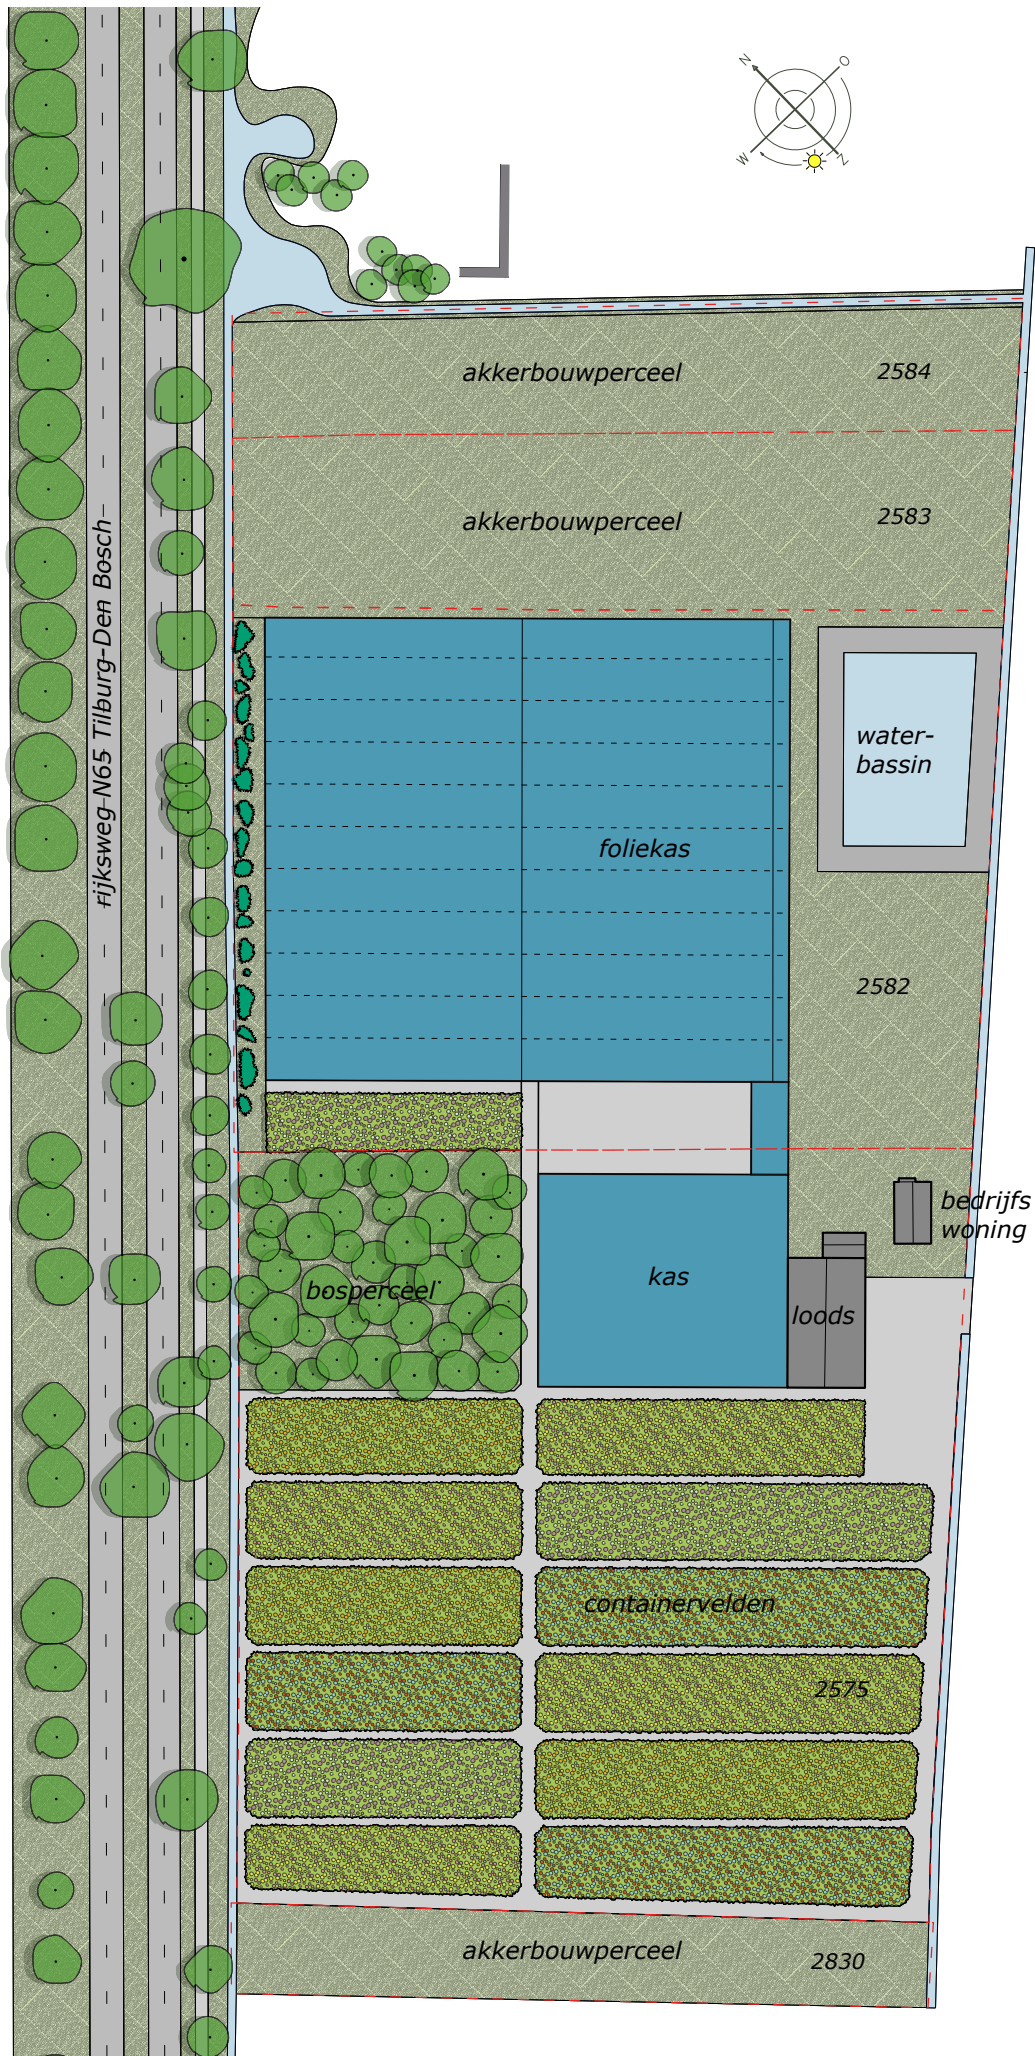 N
O
W
Z
akkerbouwperceel 2584
akkerbouwperceel 2583
rijksweg N65 Tilburg-Den Bosch
water-
bassin
foliekas
2582
bedrijfs
woning
kas
bosperceel
loods
containervelden
2575
akkerbouwperceel
2830